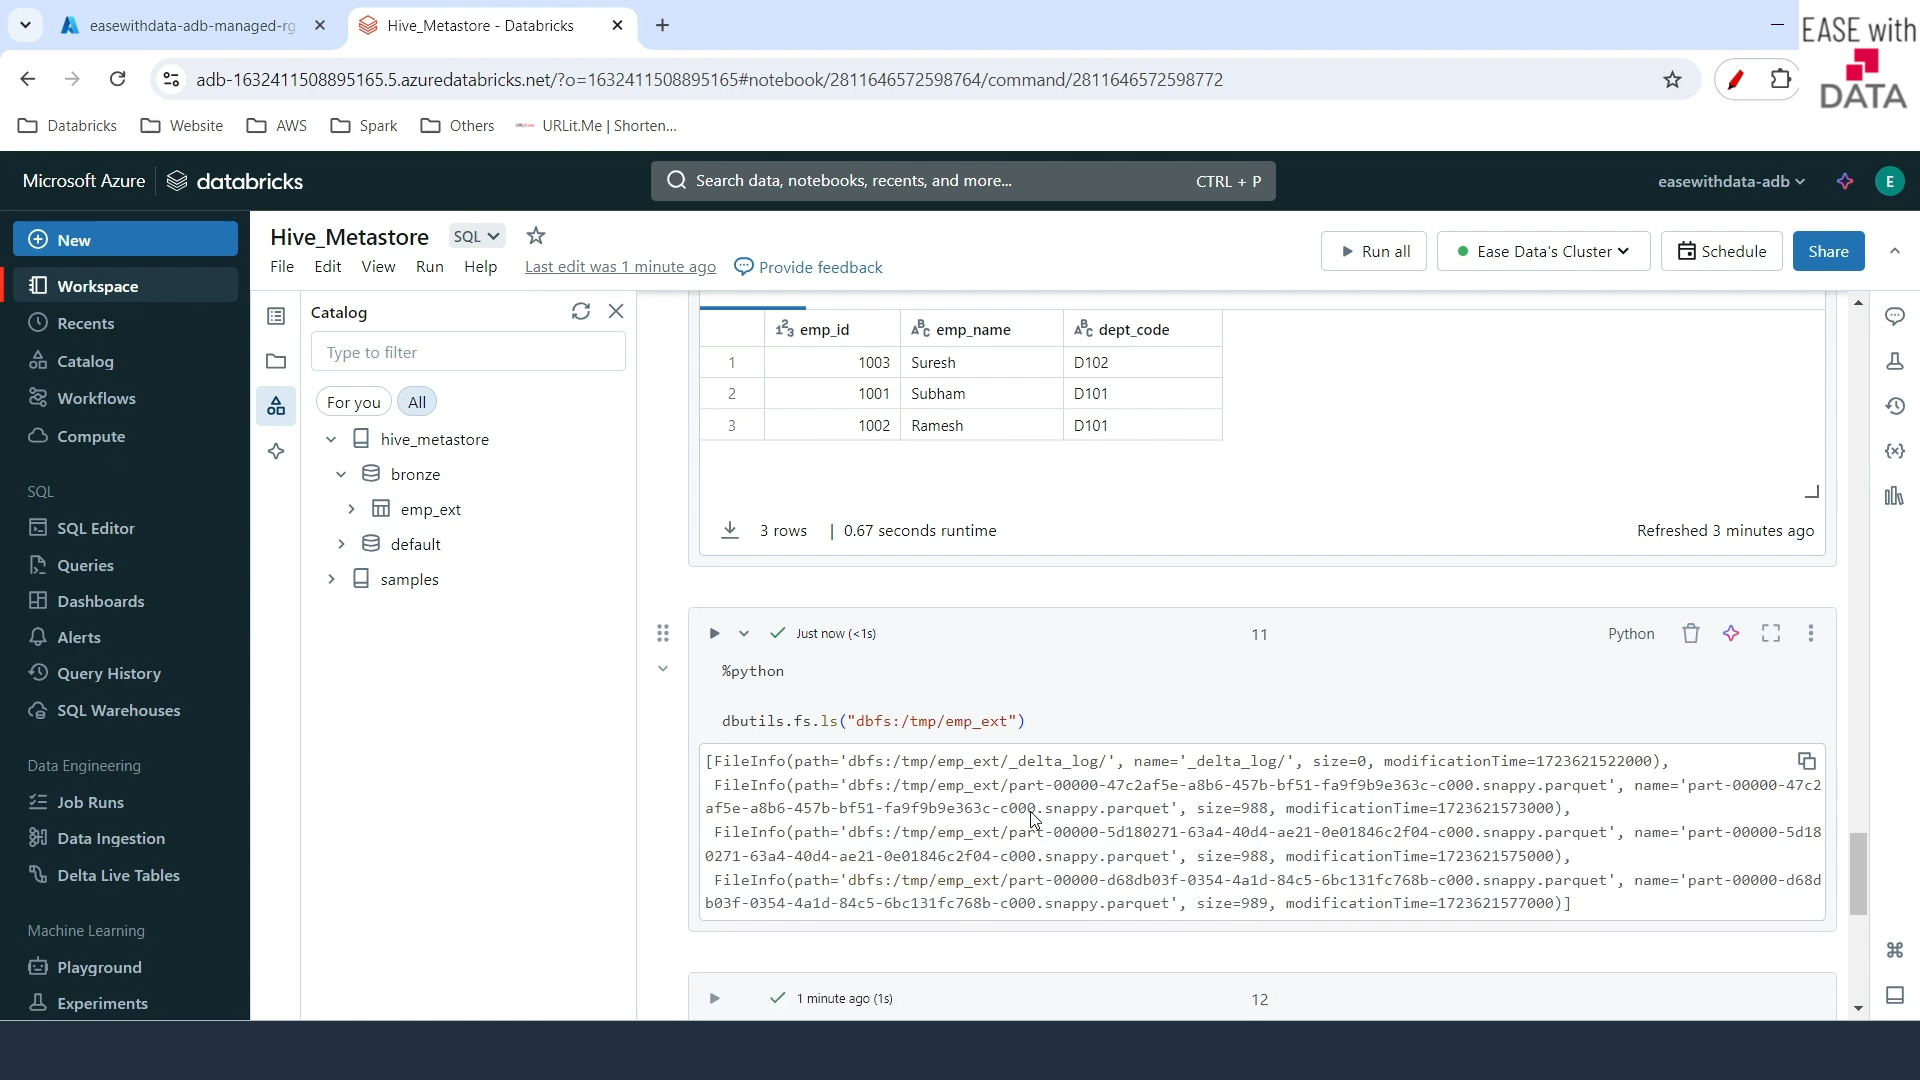 easewithdata-adb-managed-rg
Hive_Metastore - Databricks
EASE with
DATA
adb-1632411508895165.5.azuredatabricks.net/?o=1632411508895165#notebook/2811646572598764/command/2811646572598772
Databricks
Website
AWS
Spark
Others
URLit.Me | Shorten...
Microsoft Azure
databricks
Search data, notebooks, recents, and more...
CTRL + P
easewithdata-adb
E
New
Workspace
Recents
Catalog
Workflows
Compute
SQL
SQL Editor
Queries
Dashboards
Alerts
Query History
SQL Warehouses
Data Engineering
Job Runs
Data Ingestion
Delta Live Tables
Machine Learning
Playground
Experiments
Hive_Metastore
SQL
File
Edit
View
Run
Help
Last edit was 1 minute ago
Provide feedback
Run all
Ease Data's Cluster
Schedule
Share
Catalog
Type to filter
For you
All
hive_metastore
bronze
emp_ext
default
samples
123 emp_id ABC emp_name ABC dept_code
1 1003 Suresh D102
2 1001 Subham D101
3 1002 Ramesh D101
3 rows | 0.67 seconds runtime
Refreshed 3 minutes ago
Just now (<1s)
11
Python
%python
dbutils.fs.ls("dbfs:/tmp/emp_ext")
[FileInfo(path='dbfs:/tmp/emp_ext/_delta_log/', name='_delta_log/', size=0, modificationTime=1723621522000),
FileInfo(path='dbfs:/tmp/emp_ext/part-00000-47c2af5e-a8b6-457b-bf51-fa9f9b9e363c-c000.snappy.parquet', name='part-00000-47c2
af5e-a8b6-457b-bf51-fa9f9b9e363c-c000.snappy.parquet', size=988, modificationTime=1723621573000),
FileInfo(path='dbfs:/tmp/emp_ext/part-00000-5d180271-63a4-40d4-ae21-0e01846c2f04-c000.snappy.parquet', name='part-00000-5d18
0271-63a4-40d4-ae21-0e01846c2f04-c000.snappy.parquet', size=988, modificationTime=1723621575000),
FileInfo(path='dbfs:/tmp/emp_ext/part-00000-d68db03f-0354-4a1d-84c5-6bc131fc768b-c000.snappy.parquet', name='part-00000-d68d
b03f-0354-4a1d-84c5-6bc131fc768b-c000.snappy.parquet', size=989, modificationTime=1723621577000)]
1 minute ago (1s)
12